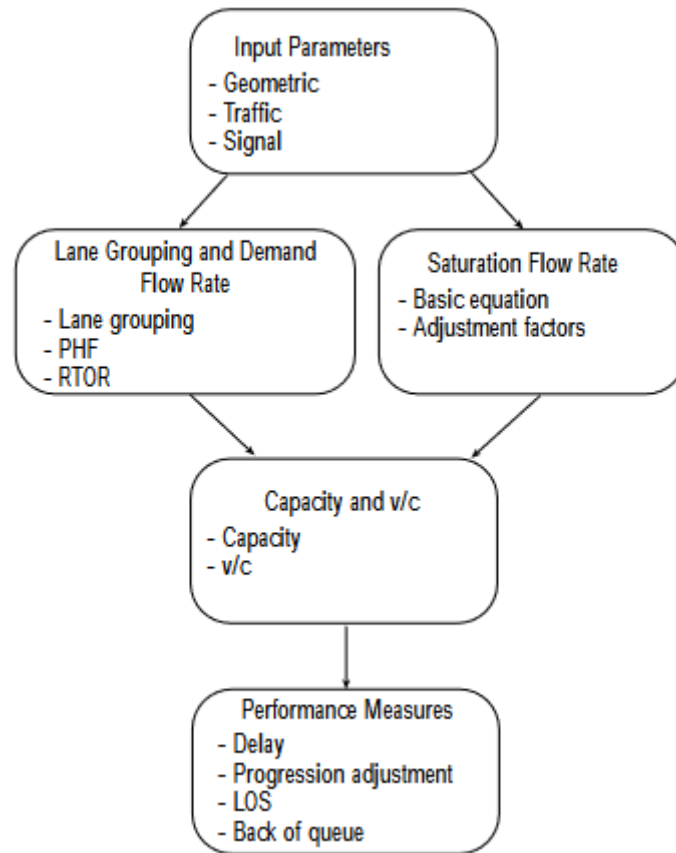 Input Parameters
- Geometric
- Traffic
- Signal
Lane Grouping and Demand
Flow Rate
- Lane grouping
- PHF
- RTOR
Saturation Flow Rate
- Basic equation
- Adjustment factors
Capacity and v/c
- Capacity
- v/c
Performance Measures
- Delay
- Progression adjustment
- LOS
- Back of queue